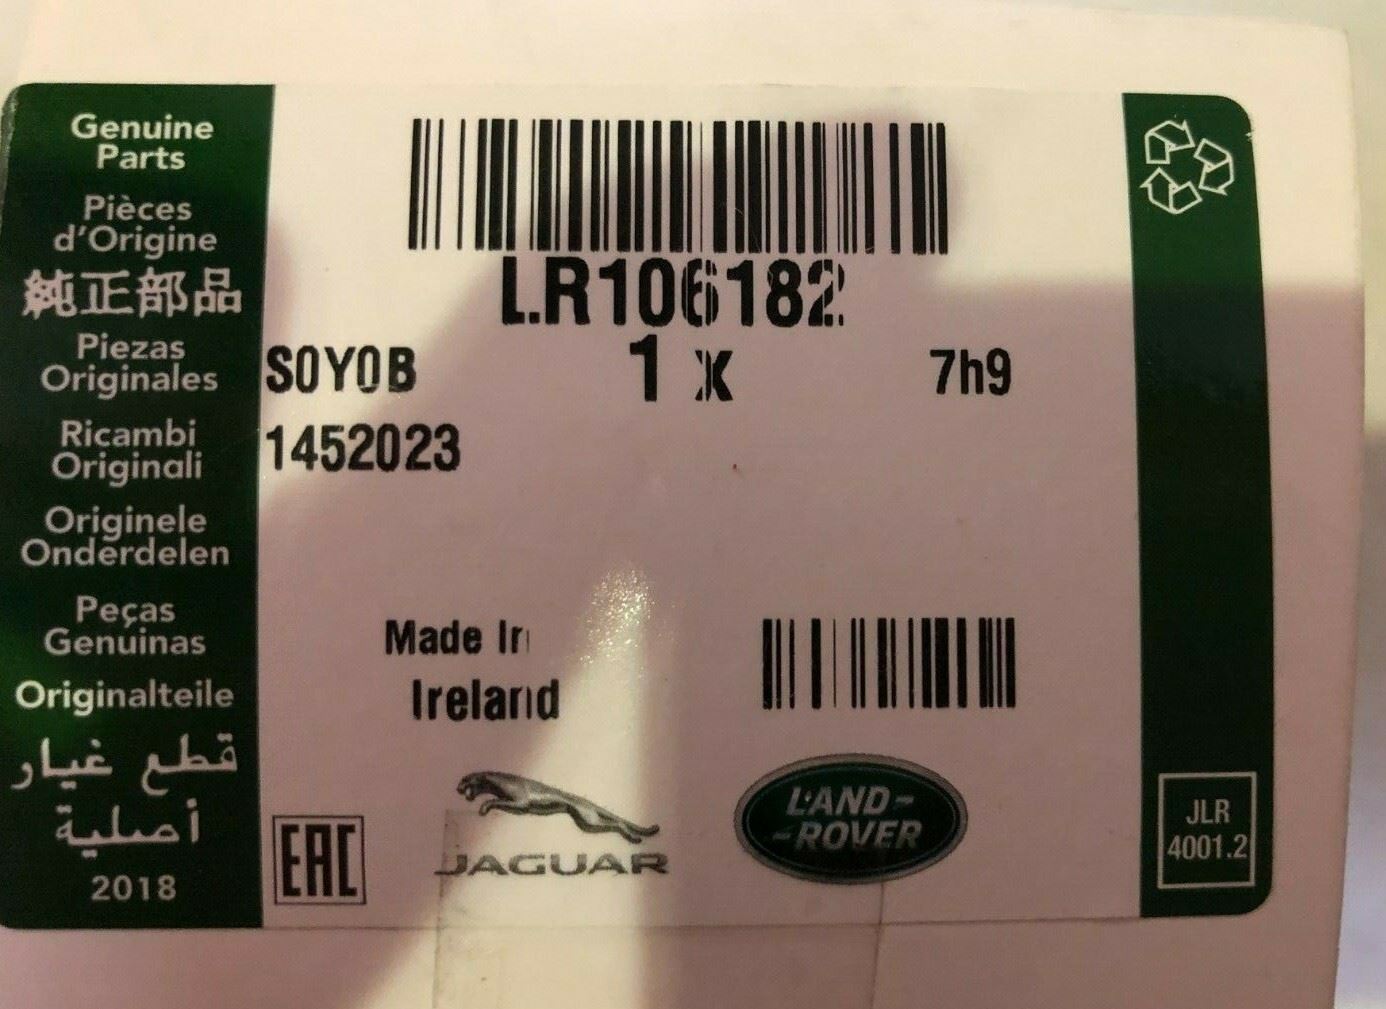 Genuine
Parts
Pièces
d'Origine
純正部品
Piezas
Originales
Ricambi
Originali
Originele
Onderdelen
Peças
Genuinas
Originalteile
قطع غيار
أصلية
2018
LR106182
S0Y0B 1 x 7h9
1452023
Made In
Ireland
EAC
JAGUAR
LAND-
-ROVER
JLR
4001.2